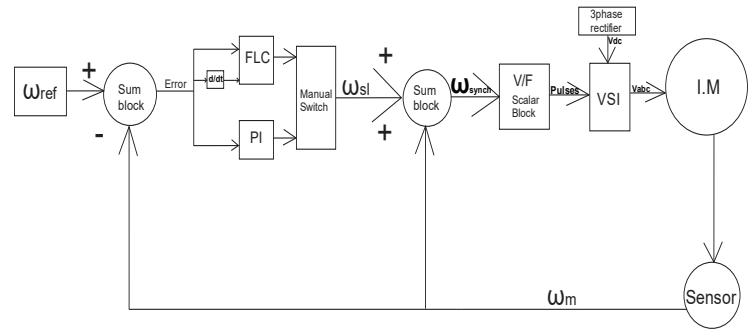 ωref
+
-
Sum
block
Error
d/dt
FLC
PI
Manual
Switch
ωsl
+
+
Sum
block
ωsynch
V/F
Scalar
Block
Pulses
3phase
rectifier
Vdc
VSI
Vabc
I.M
Sensor
ωm